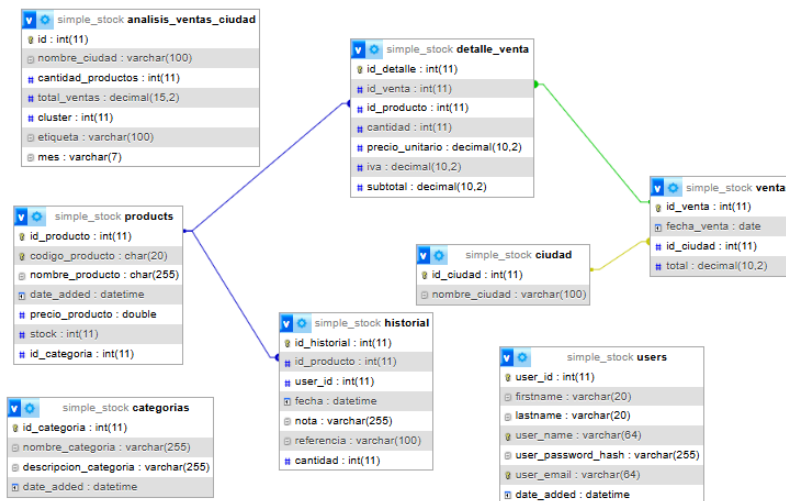 simple_stock analisis_ventas_ciudad
id : int(11)
nombre_ciudad : varchar(100)
cantidad_productos : int(11)
total_ventas : decimal(15,2)
cluster : int(11)
etiqueta : varchar(100)
mes : varchar(7)
simple_stock detalle_venta
id_detalle : int(11)
id_venta : int(11)
id_producto : int(11)
cantidad : int(11)
precio_unitario : decimal(10,2)
iva : decimal(10,2)
subtotal : decimal(10,2)
simple_stock venta
id_venta : int(11)
fecha_venta : date
id_ciudad : int(11)
total : decimal(10,2)
simple_stock products
id_producto : int(11)
codigo_producto : char(20)
nombre_producto : char(255)
date_added : datetime
precio_producto : double
stock : int(11)
id_categoria : int(11)
simple_stock ciudad
id_ciudad : int(11)
nombre_ciudad : varchar(100)
simple_stock historial
id_historial : int(11)
id_producto : int(11)
user_id : int(11)
fecha : datetime
nota : varchar(255)
referencia : varchar(100)
cantidad : int(11)
simple_stock users
user_id : int(11)
firstname : varchar(20)
lastname : varchar(20)
user_name : varchar(64)
user_password_hash : varchar(255)
user_email : varchar(64)
date_added : datetime
simple_stock categorias
id_categoria : int(11)
nombre_categoria : varchar(255)
descripcion_categoria : varchar(255)
date_added : datetime